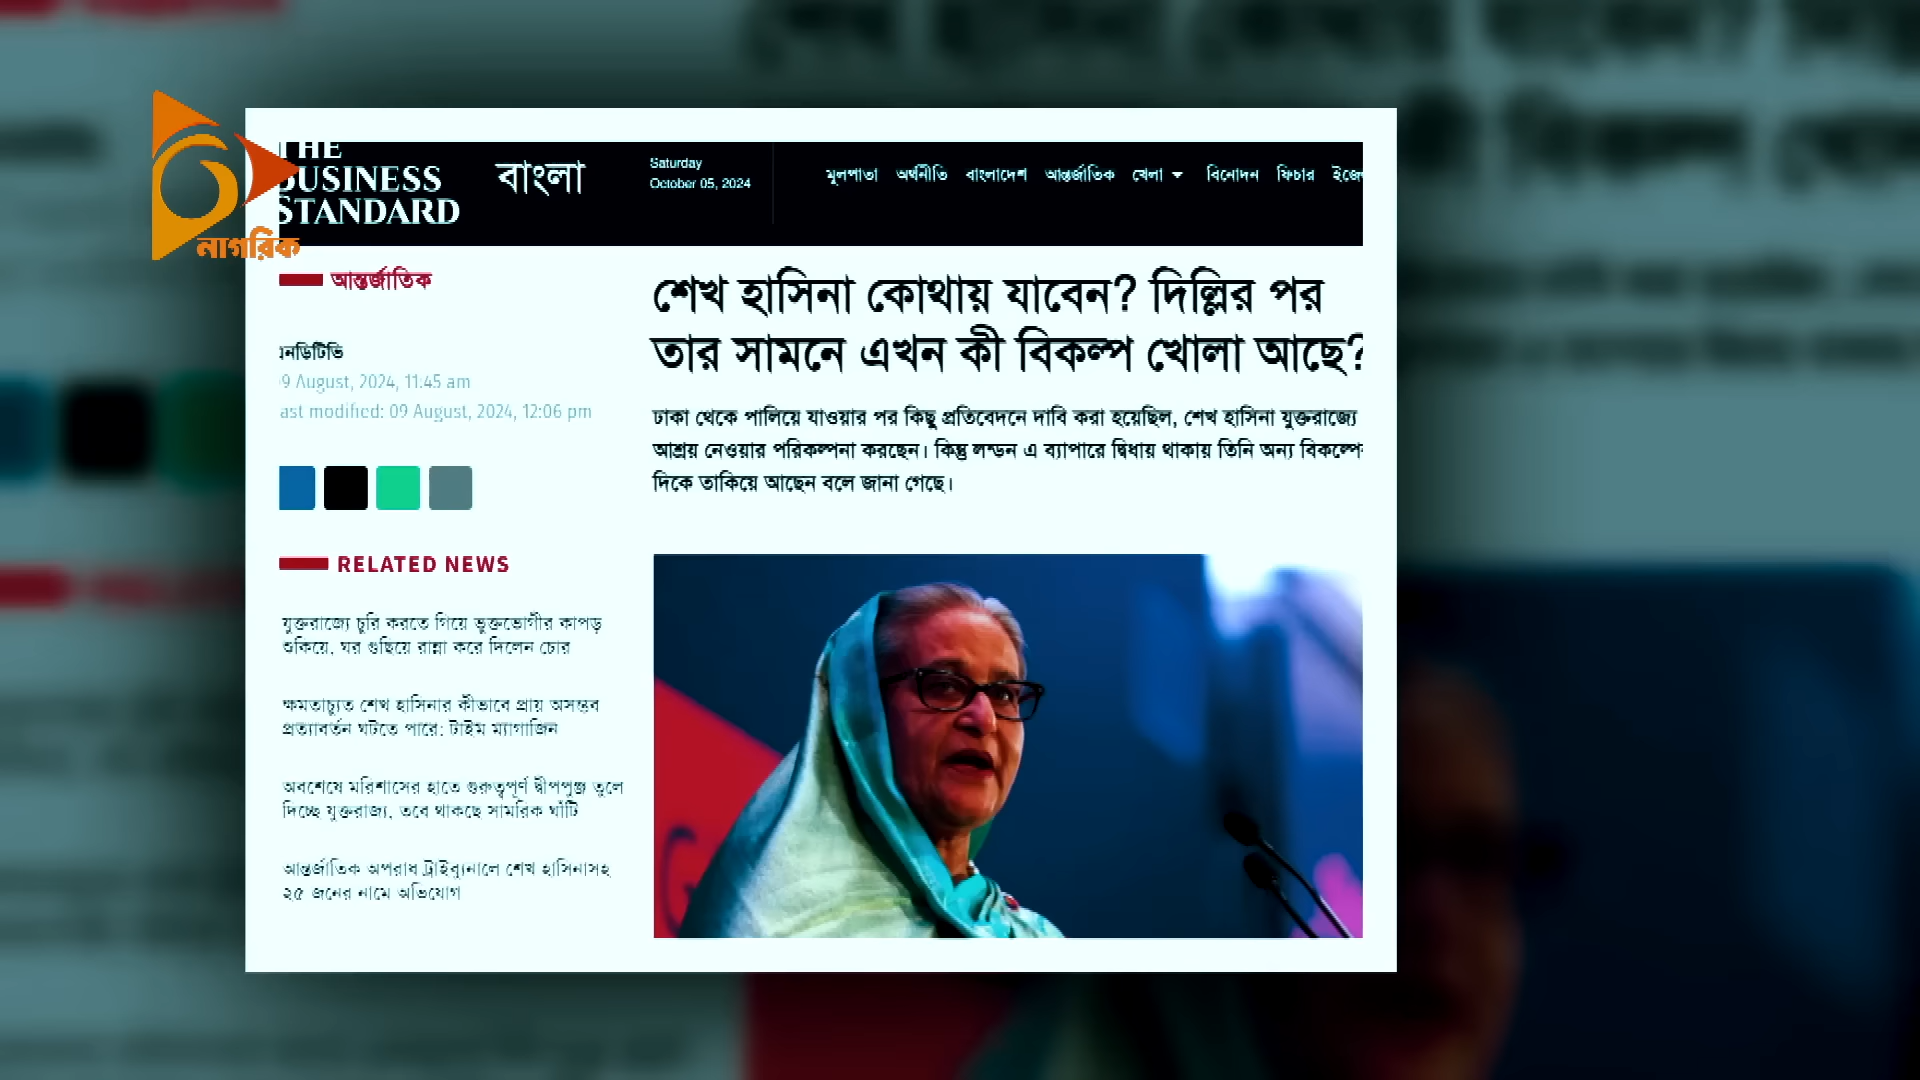 নাগরিক
THE
BUSINESS
STANDARD
বাংলা
Saturday
October 05, 2024
মূলপাতা অর্থনীতি বাংলাদেশ আন্তর্জাতিক খেলা বিনোদন ফিচার ইজে
আন্তর্জাতিক
এনডিটিভি
9 August, 2024, 11:45 am
ast modified: 09 August, 2024, 12:06 pm
শেখ হাসিনা কোথায় যাবেন? দিল্লির পর
তার সামনে এখন কী বিকল্প খোলা আছে?
ঢাকা থেকে পালিয়ে যাওয়ার পর কিছু প্রতিবেদনে দাবি করা হয়েছিল, শেখ হাসিনা যুক্তরাজ্যে
আশ্রয় নেওয়ার পরিকল্পনা করছেন। কিন্তু লন্ডন এ ব্যাপারে দ্বিধায় থাকায় তিনি অন্য বিকল্পের
দিকে তাকিয়ে আছেন বলে জানা গেছে।
RELATED NEWS
যুক্তরাজ্যে চুরি করতে গিয়ে ভুক্তভোগীর কাপড়
শুকিয়ে, ঘর গুছিয়ে রান্না করে দিলেন চোর
ক্ষমতাচ্যুত শেখ হাসিনার কীভাবে প্রায় অসম্ভব
প্রত্যাবর্তন ঘটতে পারে: টাইম ম্যাগাজিন
অবশেষে মরিশাসের হাতে গুরুত্বপূর্ণ দ্বীপপুঞ্জ তুলে
দিচ্ছে যুক্তরাজ্য, তবে থাকছে সামরিক ঘাঁটি
আন্তর্জাতিক অপরাধ ট্রাইব্যুনালে শেখ হাসিনাসহ
২৫ জনের নামে অভিযোগ